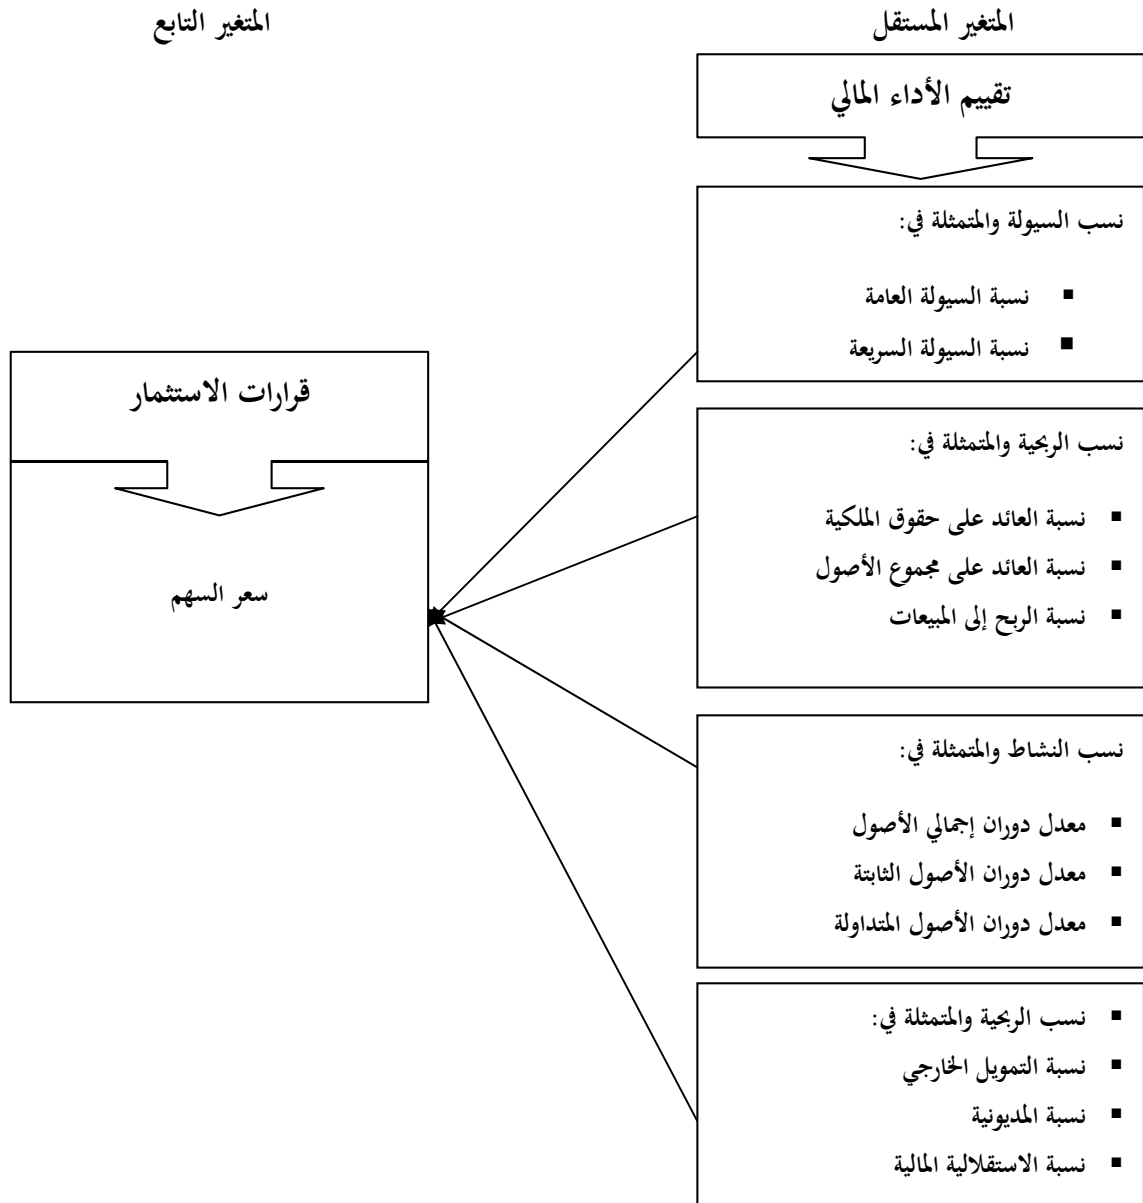 المتغير المستقل
المتغير التابع
تقييم الأداء المالي
نسب السيولة والمتمثلة في:
▪ نسبة السيولة العامة
▪ نسبة السيولة السريعة
نسب الربحية والمتمثلة في:
▪ نسبة العائد على حقوق الملكية
▪ نسبة العائد على مجموع الأصول
▪ نسبة الربح إلى المبيعات
نسب النشاط والمتمثلة في:
▪ معدل دوران إجمالي الأصول
▪ معدل دوران الأصول الثابتة
▪ معدل دوران الأصول المتداولة
▪ نسب الربحية والمتمثلة في:
▪ نسبة التمويل الخارجي
▪ نسبة المديونية
▪ نسبة الاستقلالية المالية
قرارات الاستثمار
سعر السهم